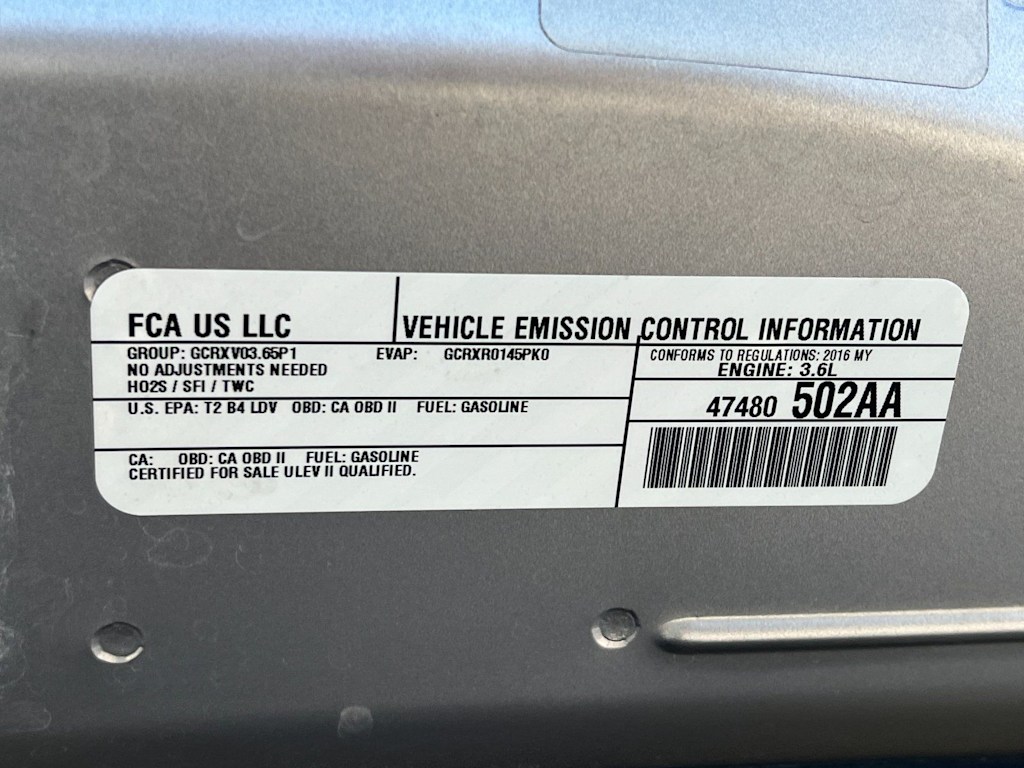 FCA US LLC
VEHICLE EMISSION CONTROL INFORMATION
GROUP: GCRXV03.65P1 EVAP: GCRXR0145PK0
NO ADJUSTMENTS NEEDED
HO2S / SFI / TWC
U.S. EPA: T2 B4 LDV OBD: CA OBD II FUEL: GASOLINE
CA: OBD: CA OBD II FUEL: GASOLINE
CERTIFIED FOR SALE ULEV II QUALIFIED.
CONFORMS TO REGULATIONS: 2016 MY
ENGINE: 3.6L
47480 502AA